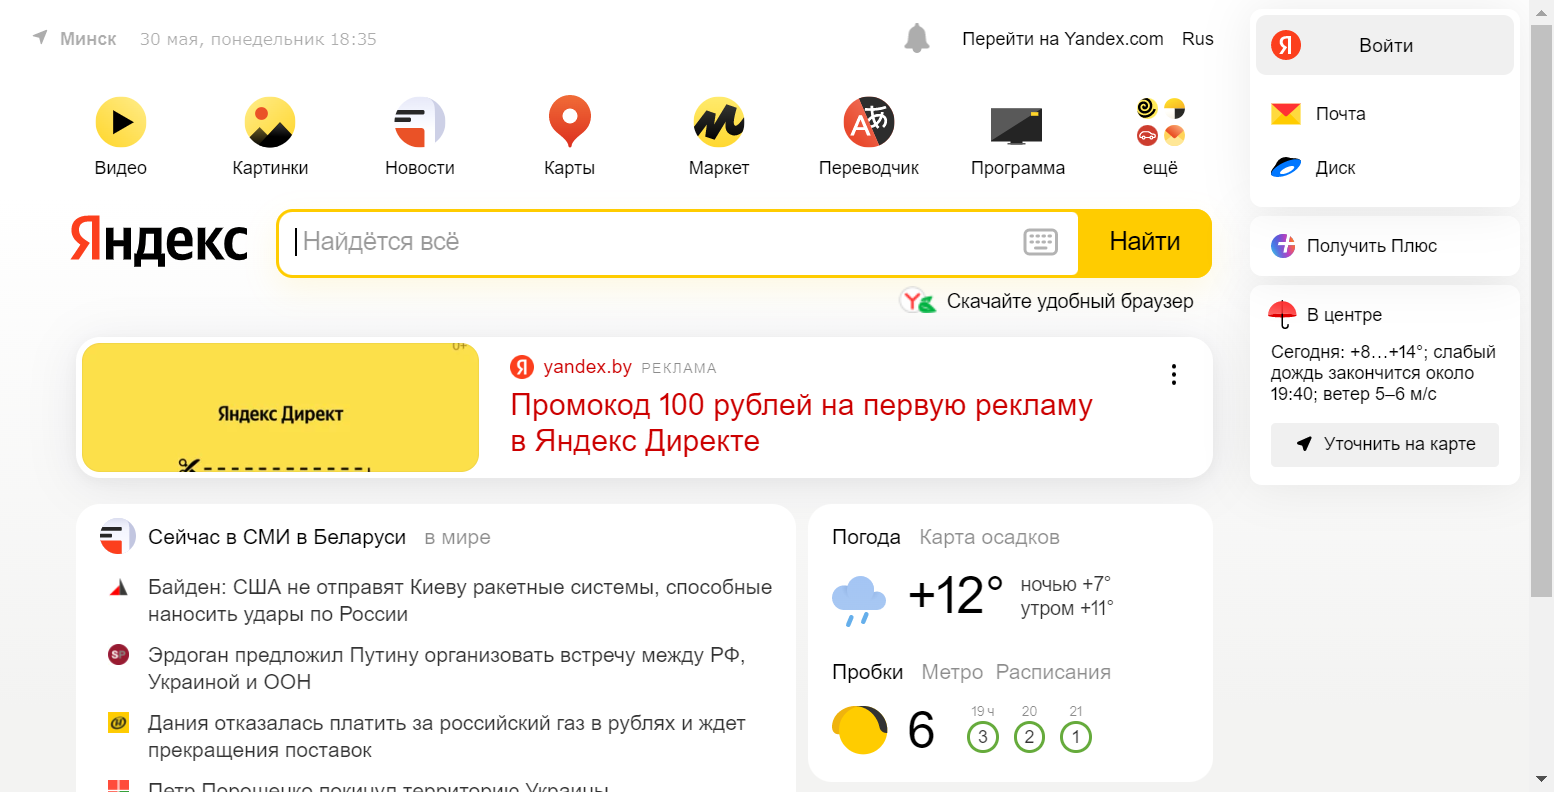 Минск 30 мая, понедельник 18:35
Перейти на Yandex.com Rus
Войти
Видео
Картинки
Новости
Карты
Маркет
Переводчик
Программа
ещё
Почта
Диск
Яндекс
Найдётся всё
Найти
Получить Плюс
Скачайте удобный браузер
В центре
Сегодня: +8…+14°; слабый
дождь закончится около
19:40; ветер 5–6 м/с
Уточнить на карте
0+
Яндекс Директ
yandex.by РЕКЛАМА
Промокод 100 рублей на первую рекламу
в Яндекс Директе
Сейчас в СМИ в Беларуси в мире
Байден: США не отправят Киеву ракетные системы, способные
наносить удары по России
Эрдоган предложил Путину организовать встречу между РФ,
Украиной и ООН
Дания отказалась платить за российский газ в рублях и ждет
прекращения поставок
Петр Порошенко покинул территорию Украины
Погода Карта осадков
+12° ночью +7°
утром +11°
Пробки Метро Расписания
6
19 ч 20 21
3 2 1